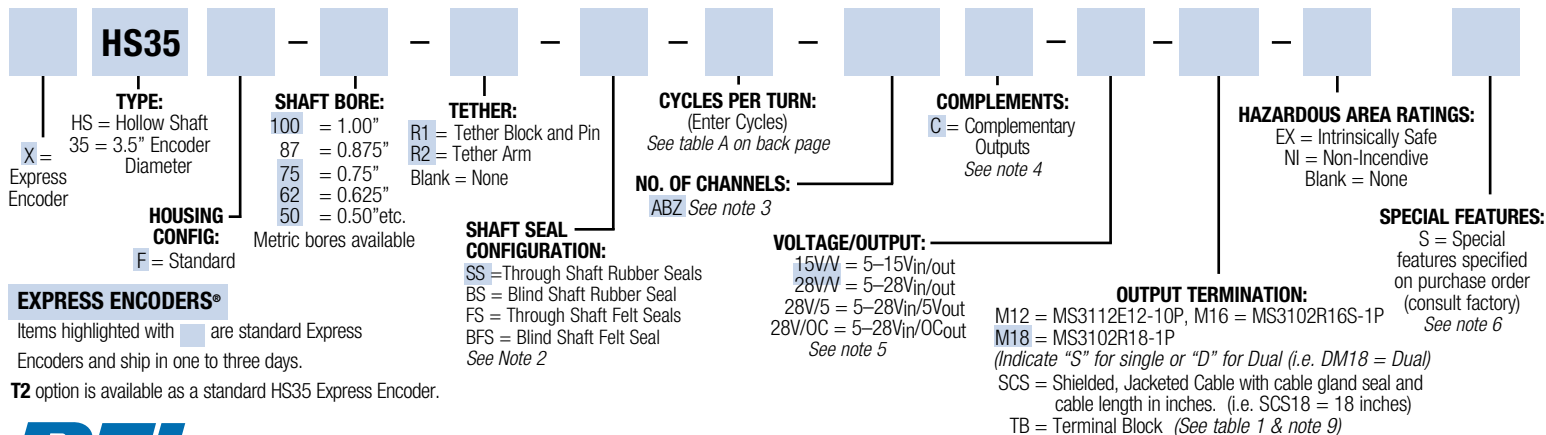 HS35 – – – – – – – –
TYPE:
HS = Hollow Shaft
35 = 3.5" Encoder
Diameter
X =
Express
Encoder
HOUSING
CONFIG:
F = Standard
SHAFT BORE:
100 = 1.00"
87 = 0.875"
75 = 0.75"
62 = 0.625"
50 = 0.50"etc.
Metric bores available
TETHER:
R1 = Tether Block and Pin
R2 = Tether Arm
Blank = None
SHAFT SEAL
CONFIGURATION:
SS =Through Shaft Rubber Seals
BS = Blind Shaft Rubber Seal
FS = Through Shaft Felt Seals
BFS = Blind Shaft Felt Seal
See Note 2
CYCLES PER TURN:
(Enter Cycles)
See table A on back page
NO. OF CHANNELS:
ABZ See note 3
COMPLEMENTS:
C = Complementary
Outputs
See note 4
VOLTAGE/OUTPUT:
15V/V = 5–15Vin/out
28V/V = 5–28Vin/out
28V/5 = 5–28Vin/5Vout
28V/OC = 5–28Vin/OCout
See note 5
OUTPUT TERMINATION:
M12 = MS3112E12-10P, M16 = MS3102R16S-1P
M18 = MS3102R18-1P
(Indicate "S" for single or "D" for Dual (i.e. DM18 = Dual)
SCS = Shielded, Jacketed Cable with cable gland seal and
cable length in inches. (i.e. SCS18 = 18 inches)
TB = Terminal Block (See table 1 & note 9)
HAZARDOUS AREA RATINGS:
EX = Intrinsically Safe
NI = Non-Incendive
Blank = None
SPECIAL FEATURES:
S = Special
features specified
on purchase order
(consult factory)
See note 6
EXPRESS ENCODERS®
Items highlighted with are standard Express
Encoders and ship in one to three days.
T2 option is available as a standard HS35 Express Encoder.